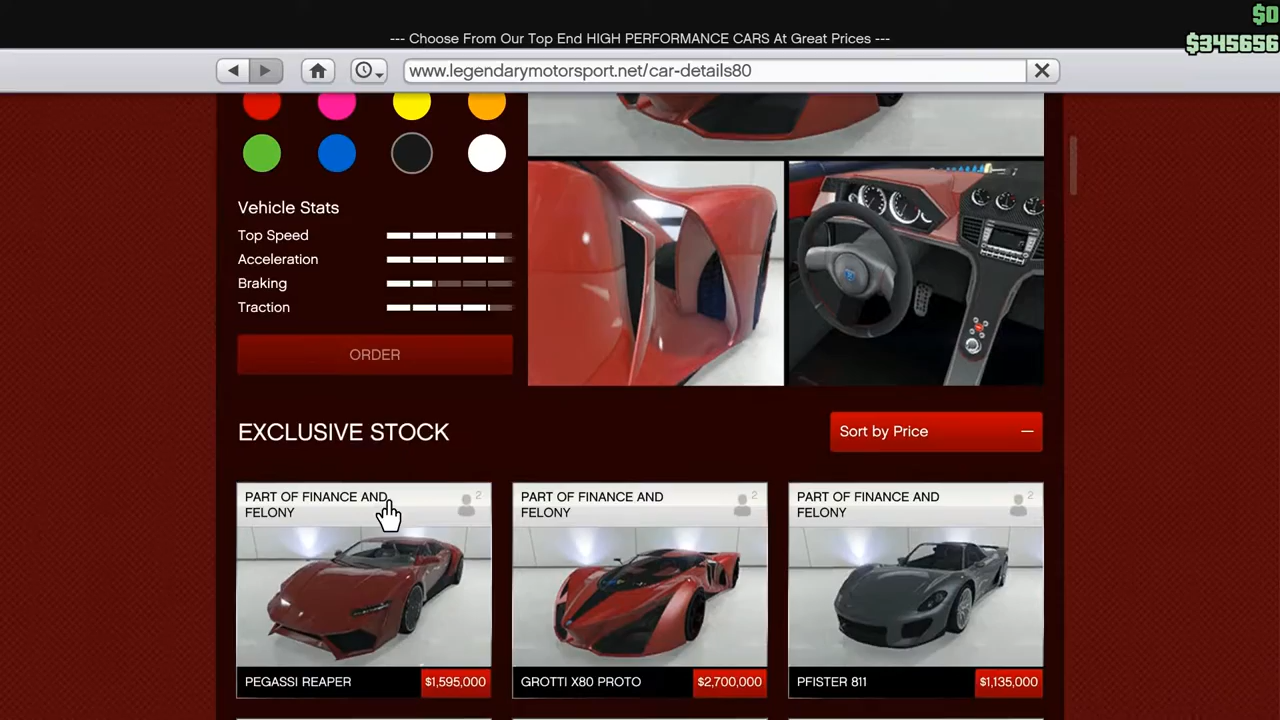 $0
--- Choose From Our Top End HIGH PERFORMANCE CARS At Great Prices ---
$345656
www.legendarymotorsport.net/car-details80
Vehicle Stats
Top Speed
Acceleration
Braking
Traction
ORDER
EXCLUSIVE STOCK
Sort by Price
PART OF FINANCE AND
FELONY
2
PART OF FINANCE AND
FELONY
2
PART OF FINANCE AND
FELONY
2
PEGASSI REAPER
$1,595,000
GROTTI X80 PROTO
$2,700,000
PFISTER 811
$1,135,000